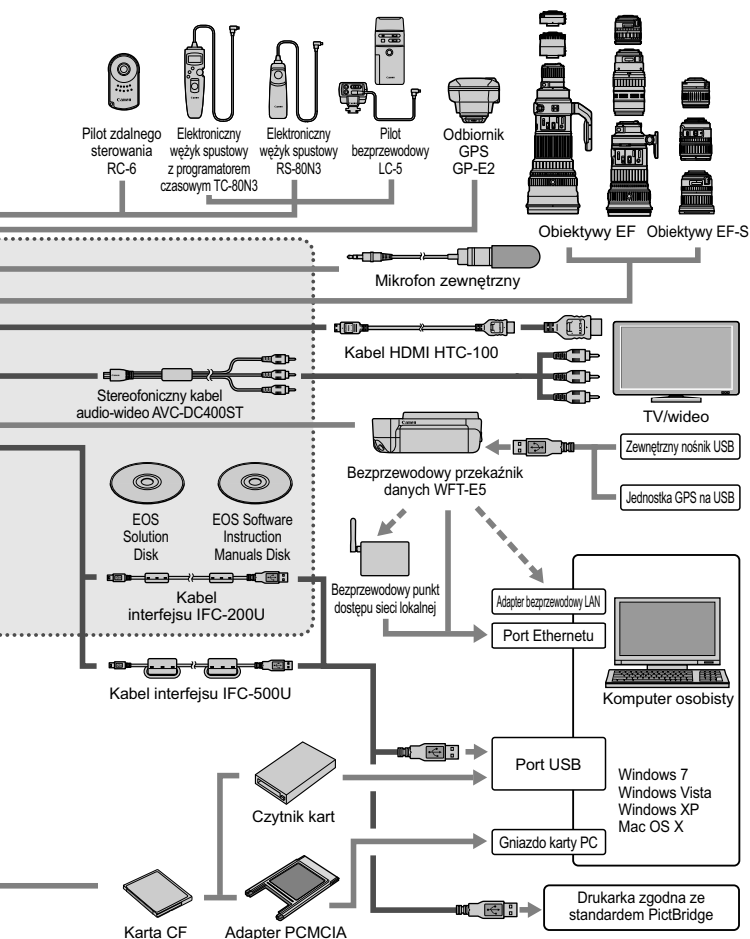 Pilot zdalnego
sterowania
RC-6
Elektroniczny
wężyk spustowy
z programatorem
czasowym TC-80N3
Elektroniczny
wężyk spustowy
RS-80N3
Pilot
bezprzewodowy
LC-5
Odbiornik
GPS
GP-E2
Obiektywy EF
Obiektywy EF-S
Mikrofon zewnętrzny
Kabel HDMI HTC-100
Stereofoniczny kabel
audio-wideo AVC-DC400ST
TV/wideo
Canon
Bezprzewodowy przekaźnik
danych WFT-E5
Zewnętrzny nośnik USB
Jednostka GPS na USB
EOS
Solution
Disk
EOS Software
Instruction
Manuals Disk
Kabel
interfejsu IFC-200U
Bezprzewodowy punkt
dostępu sieci lokalnej
Adapter bezprzewodowy LAN
Port Ethernetu
Komputer osobisty
Kabel interfejsu IFC-500U
Port USB
Windows 7
Windows Vista
Windows XP
Mac OS X
Czytnik kart
Gniazdo karty PC
Karta CF
Adapter PCMCIA
Drukarka zgodna ze
standardem PictBridge